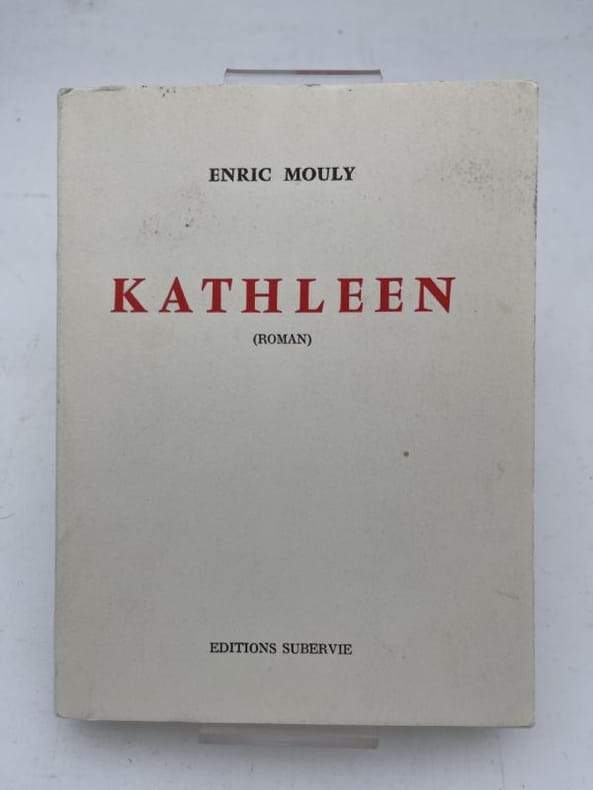 ENRIC MOULY
KATHLEEN
(ROMAN)
EDITIONS SUBERVIE